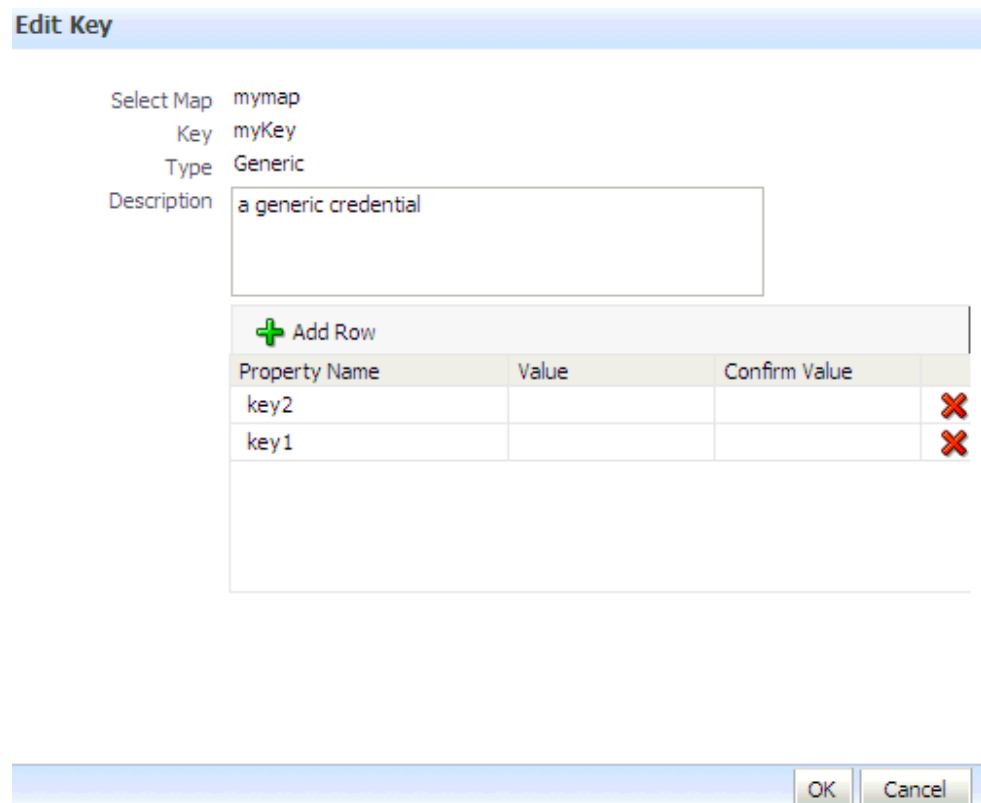 Edit Key
Select Map mymap
Key myKey
Type Generic
Description a generic credential
Add Row
Property Name Value Confirm Value
key2
key1
OK Cancel